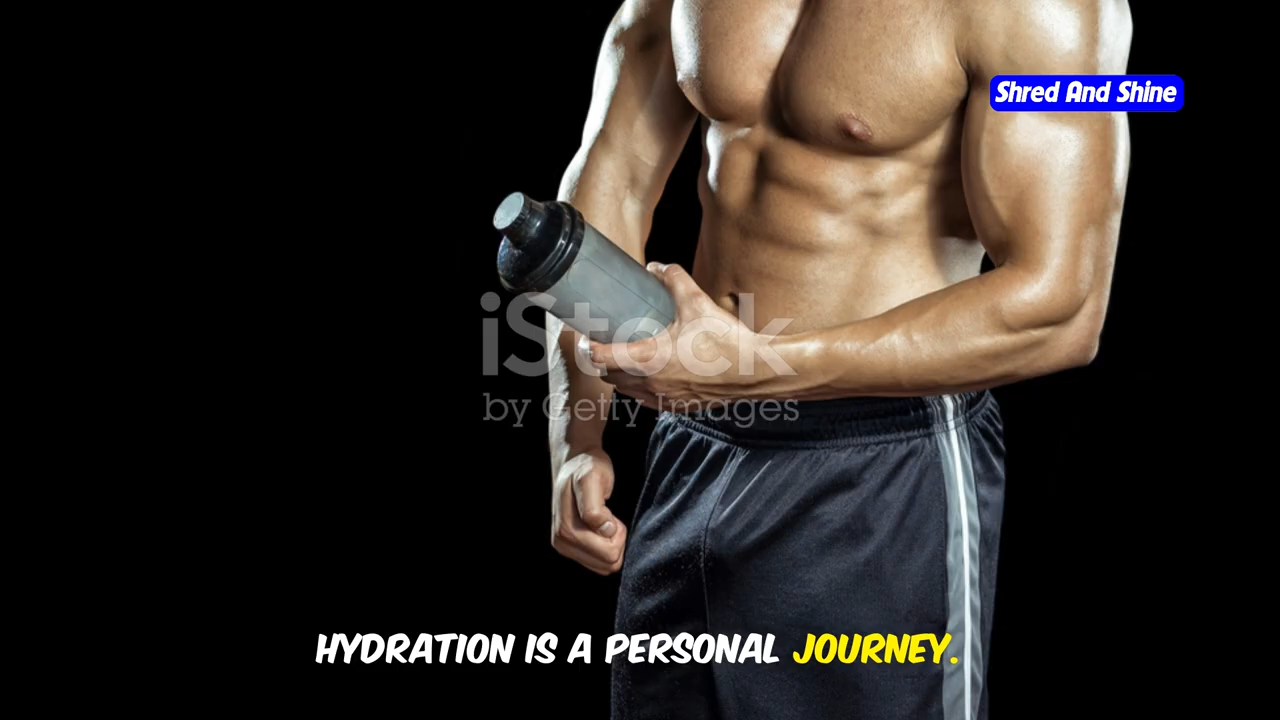 Shred And Shine
iStock
by Getty Images
HYDRATION IS A PERSONAL JOURNEY.